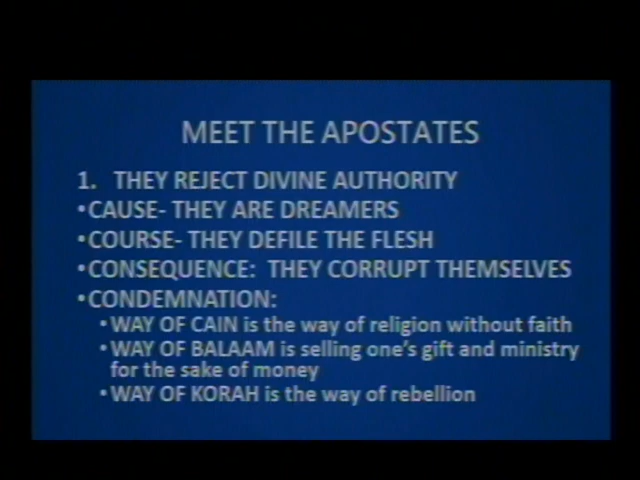 MEET THE APOSTATES
1. THEY REJECT DIVINE AUTHORITY
•CAUSE- THEY ARE DREAMERS
•COURSE- THEY DEFILE THE FLESH
•CONSEQUENCE: THEY CORRUPT THEMSELVES
•CONDEMNATION:
•WAY OF CAIN is the way of religion without faith
•WAY OF BALAAM is selling one's gift and ministry
for the sake of money
•WAY OF KORAH is the way of rebellion